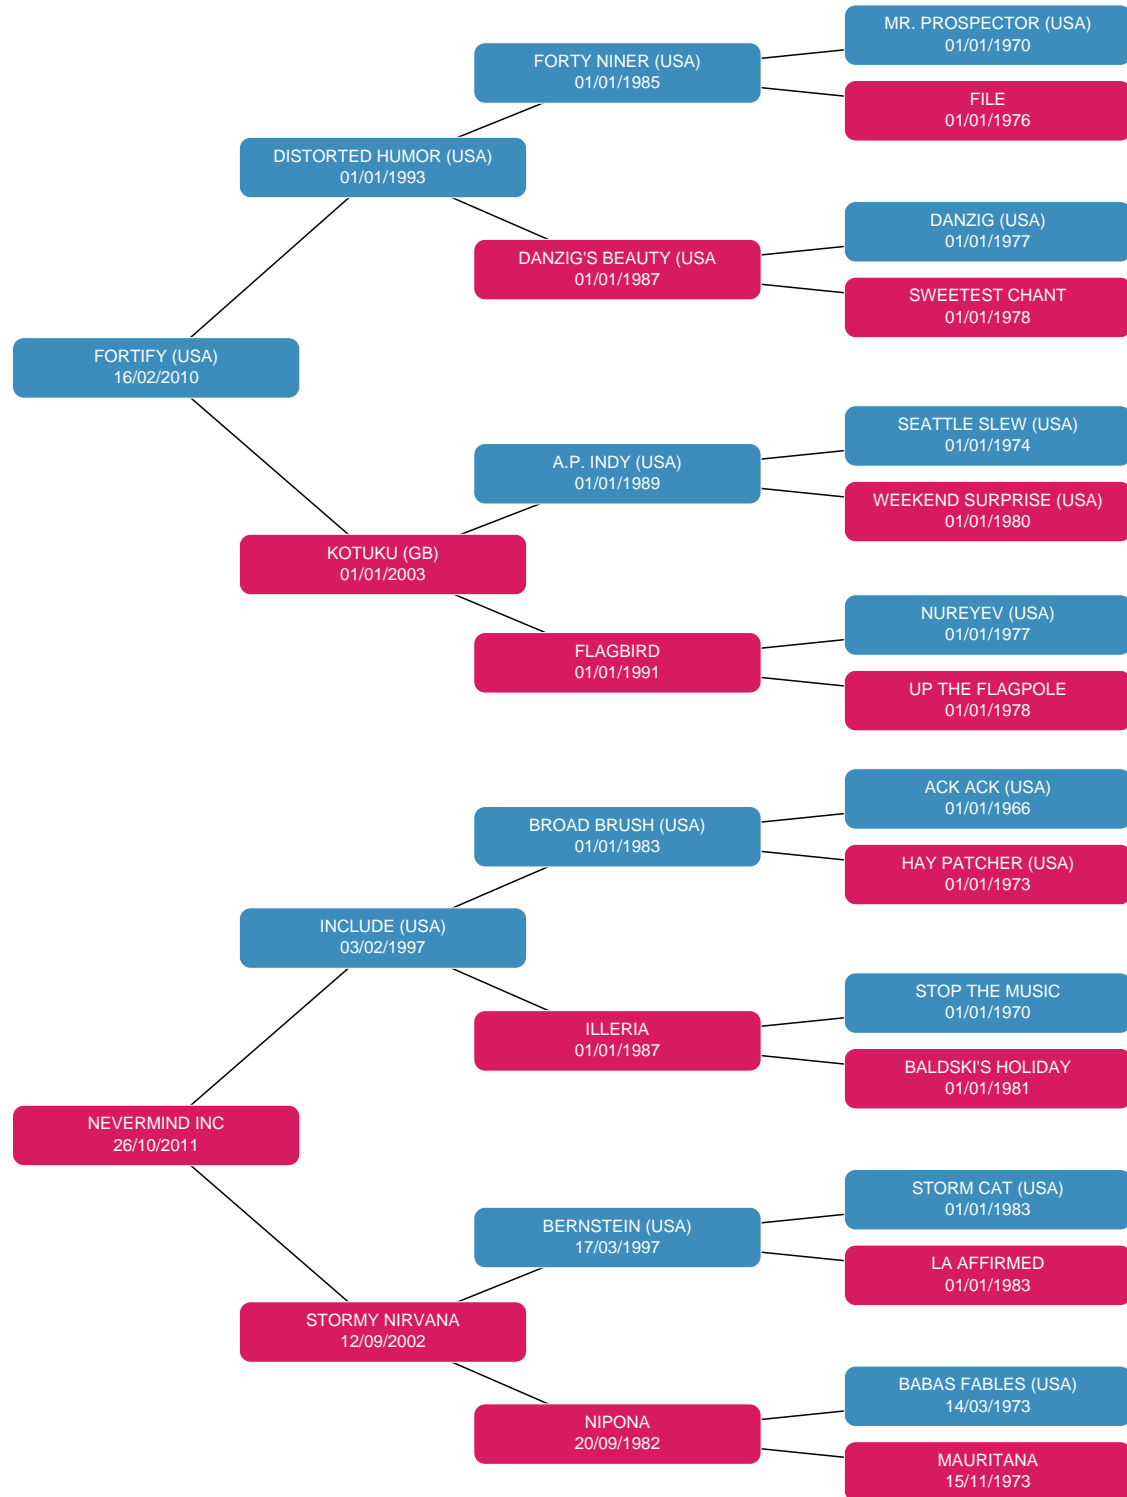 MR. PROSPECTOR (USA)
01/01/1970
FORTY NINER (USA)
01/01/1985
FILE
01/01/1976
DISTORTED HUMOR (USA)
01/01/1993
DANZIG (USA)
01/01/1977
DANZIG'S BEAUTY (USA
01/01/1987
SWEETEST CHANT
01/01/1978
FORTIFY (USA)
16/02/2010
SEATTLE SLEW (USA)
01/01/1974
A.P. INDY (USA)
01/01/1989
WEEKEND SURPRISE (USA)
01/01/1980
KOTUKU (GB)
01/01/2003
NUREYEV (USA)
01/01/1977
FLAGBIRD
01/01/1991
UP THE FLAGPOLE
01/01/1978
ACK ACK (USA)
01/01/1966
BROAD BRUSH (USA)
01/01/1983
HAY PATCHER (USA)
01/01/1973
INCLUDE (USA)
03/02/1997
STOP THE MUSIC
01/01/1970
ILLERIA
01/01/1987
BALDSKI'S HOLIDAY
01/01/1981
NEVERMIND INC
26/10/2011
STORM CAT (USA)
01/01/1983
BERNSTEIN (USA)
17/03/1997
LA AFFIRMED
01/01/1983
STORMY NIRVANA
12/09/2002
BABAS FABLES (USA)
14/03/1973
NIPONA
20/09/1982
MAURITANA
15/11/1973